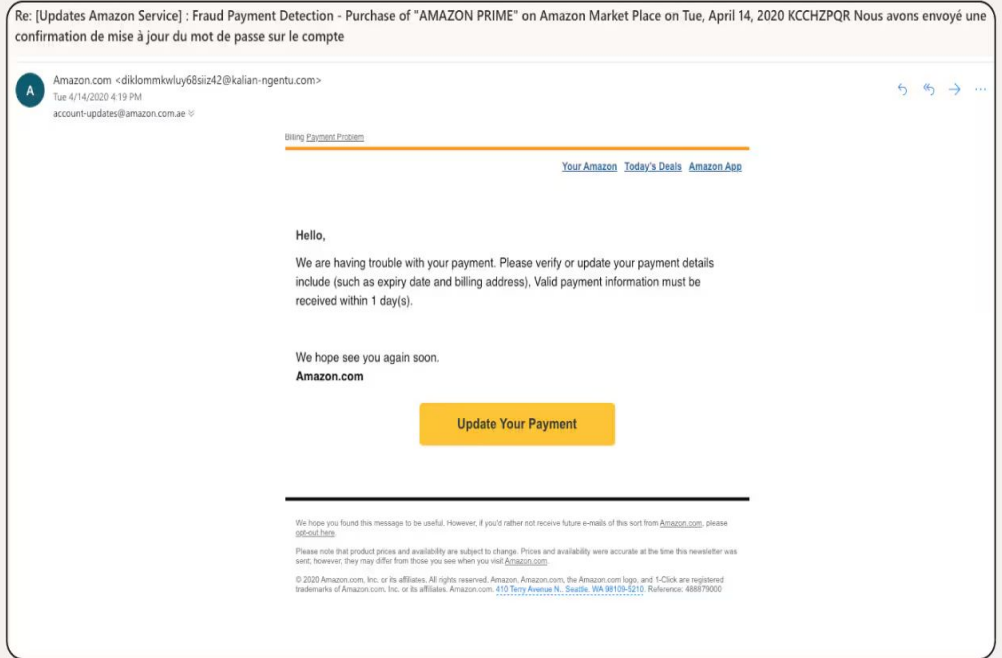 Re: [Updates Amazon Service] : Fraud Payment Detection - Purchase of "AMAZON PRIME" on Amazon Market Place on Tue, April 14, 2020 KCCHZPQR Nous avons envoyé une
confirmation de mise à jour du mot de passe sur le compte
A
Amazon.com <diklommkwluy68siiz42@kalian-ngentu.com>
Tue 4/14/2020 4:19 PM
account-updates@amazon.com.ae
Billing Payment Problem
Your Amazon Today's Deals Amazon App
Hello,
We are having trouble with your payment. Please verify or update your payment details
include (such as expiry date and billing address), Valid payment information must be
received within 1 day(s).
We hope see you again soon.
Amazon.com
Update Your Payment
We hope you found this message to be useful. However, if you'd rather not receive future e-mails of this sort from Amazon.com, please
opt-out here.
Please note that product prices and availability are subject to change. Prices and availability were accurate at the time this newsletter was
sent; however, they may differ from those you see when you visit Amazon.com.
© 2020 Amazon.com, Inc. or its affiliates. All rights reserved. Amazon, Amazon.com, the Amazon.com logo, and 1-Click are registered
trademarks of Amazon.com, Inc. or its affiliates. Amazon.com, 410 Terry Avenue N., Seattle, WA 98109-5210. Reference: 486879000